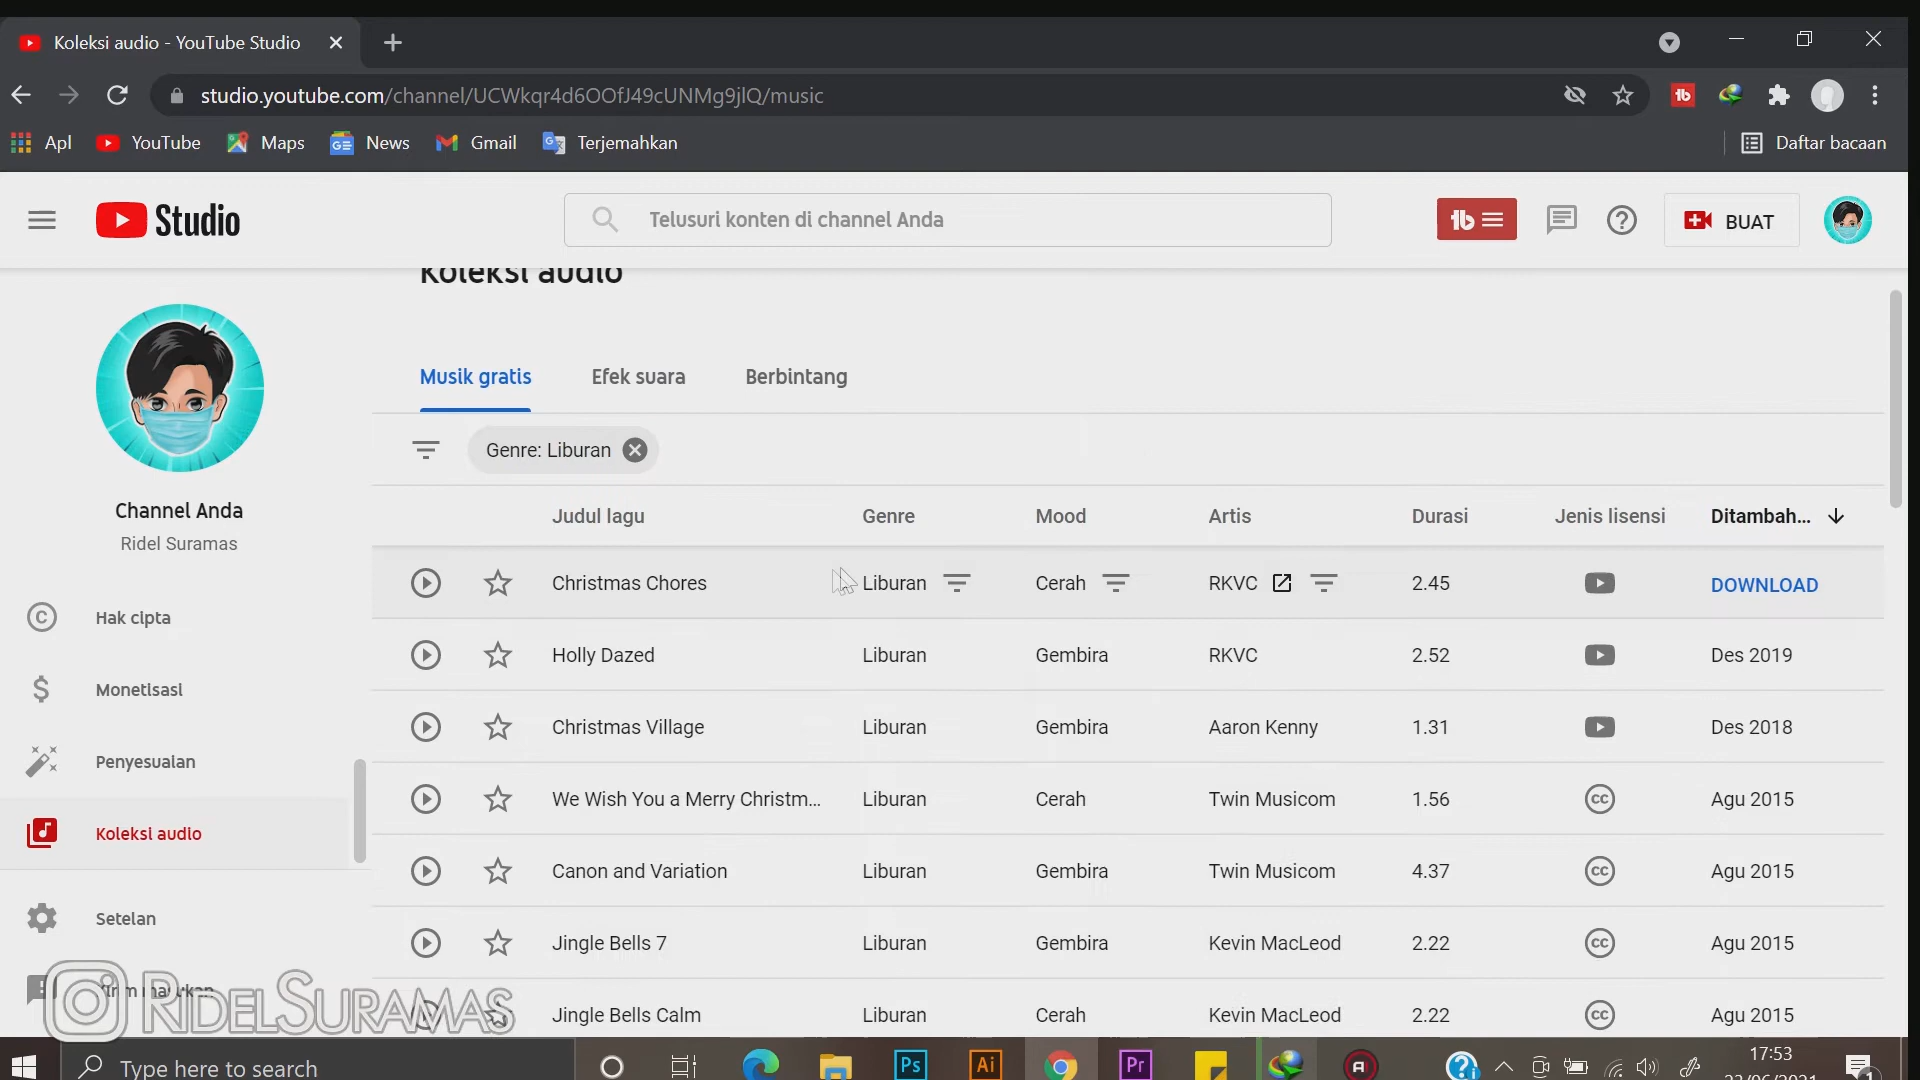 Koleksi audio - YouTube Studio
studio.youtube.com/channel/UCWkqr4d6OOfJ49cUNMg9jlQ/music
Apl YouTube Maps News Gmail Terjemahkan Daftar bacaan
Studio Telusuri konten di channel Anda BUAT
Koleksi audio
Musik gratis Efek suara Berbintang
Genre: Liburan
Channel Anda
Ridel Suramas
Hak cipta
Monetisasi
Penyesuaian
Koleksi audio
Setelan
Judul lagu Genre Mood Artis Durasi Jenis lisensi Ditambah...
Christmas Chores Liburan Cerah RKVC 2.45 DOWNLOAD
Holly Dazed Liburan Gembira RKVC 2.52 Des 2019
Christmas Village Liburan Gembira Aaron Kenny 1.31 Des 2018
We Wish You a Merry Christm... Liburan Cerah Twin Musicom 1.56 Agu 2015
Canon and Variation Liburan Gembira Twin Musicom 4.37 Agu 2015
Jingle Bells 7 Liburan Gembira Kevin MacLeod 2.22 Agu 2015
Jingle Bells Calm Liburan Cerah Kevin MacLeod 2.22 Agu 2015
RIDELSURAMAS
Type here to search
Ps Ai Pr
17:53